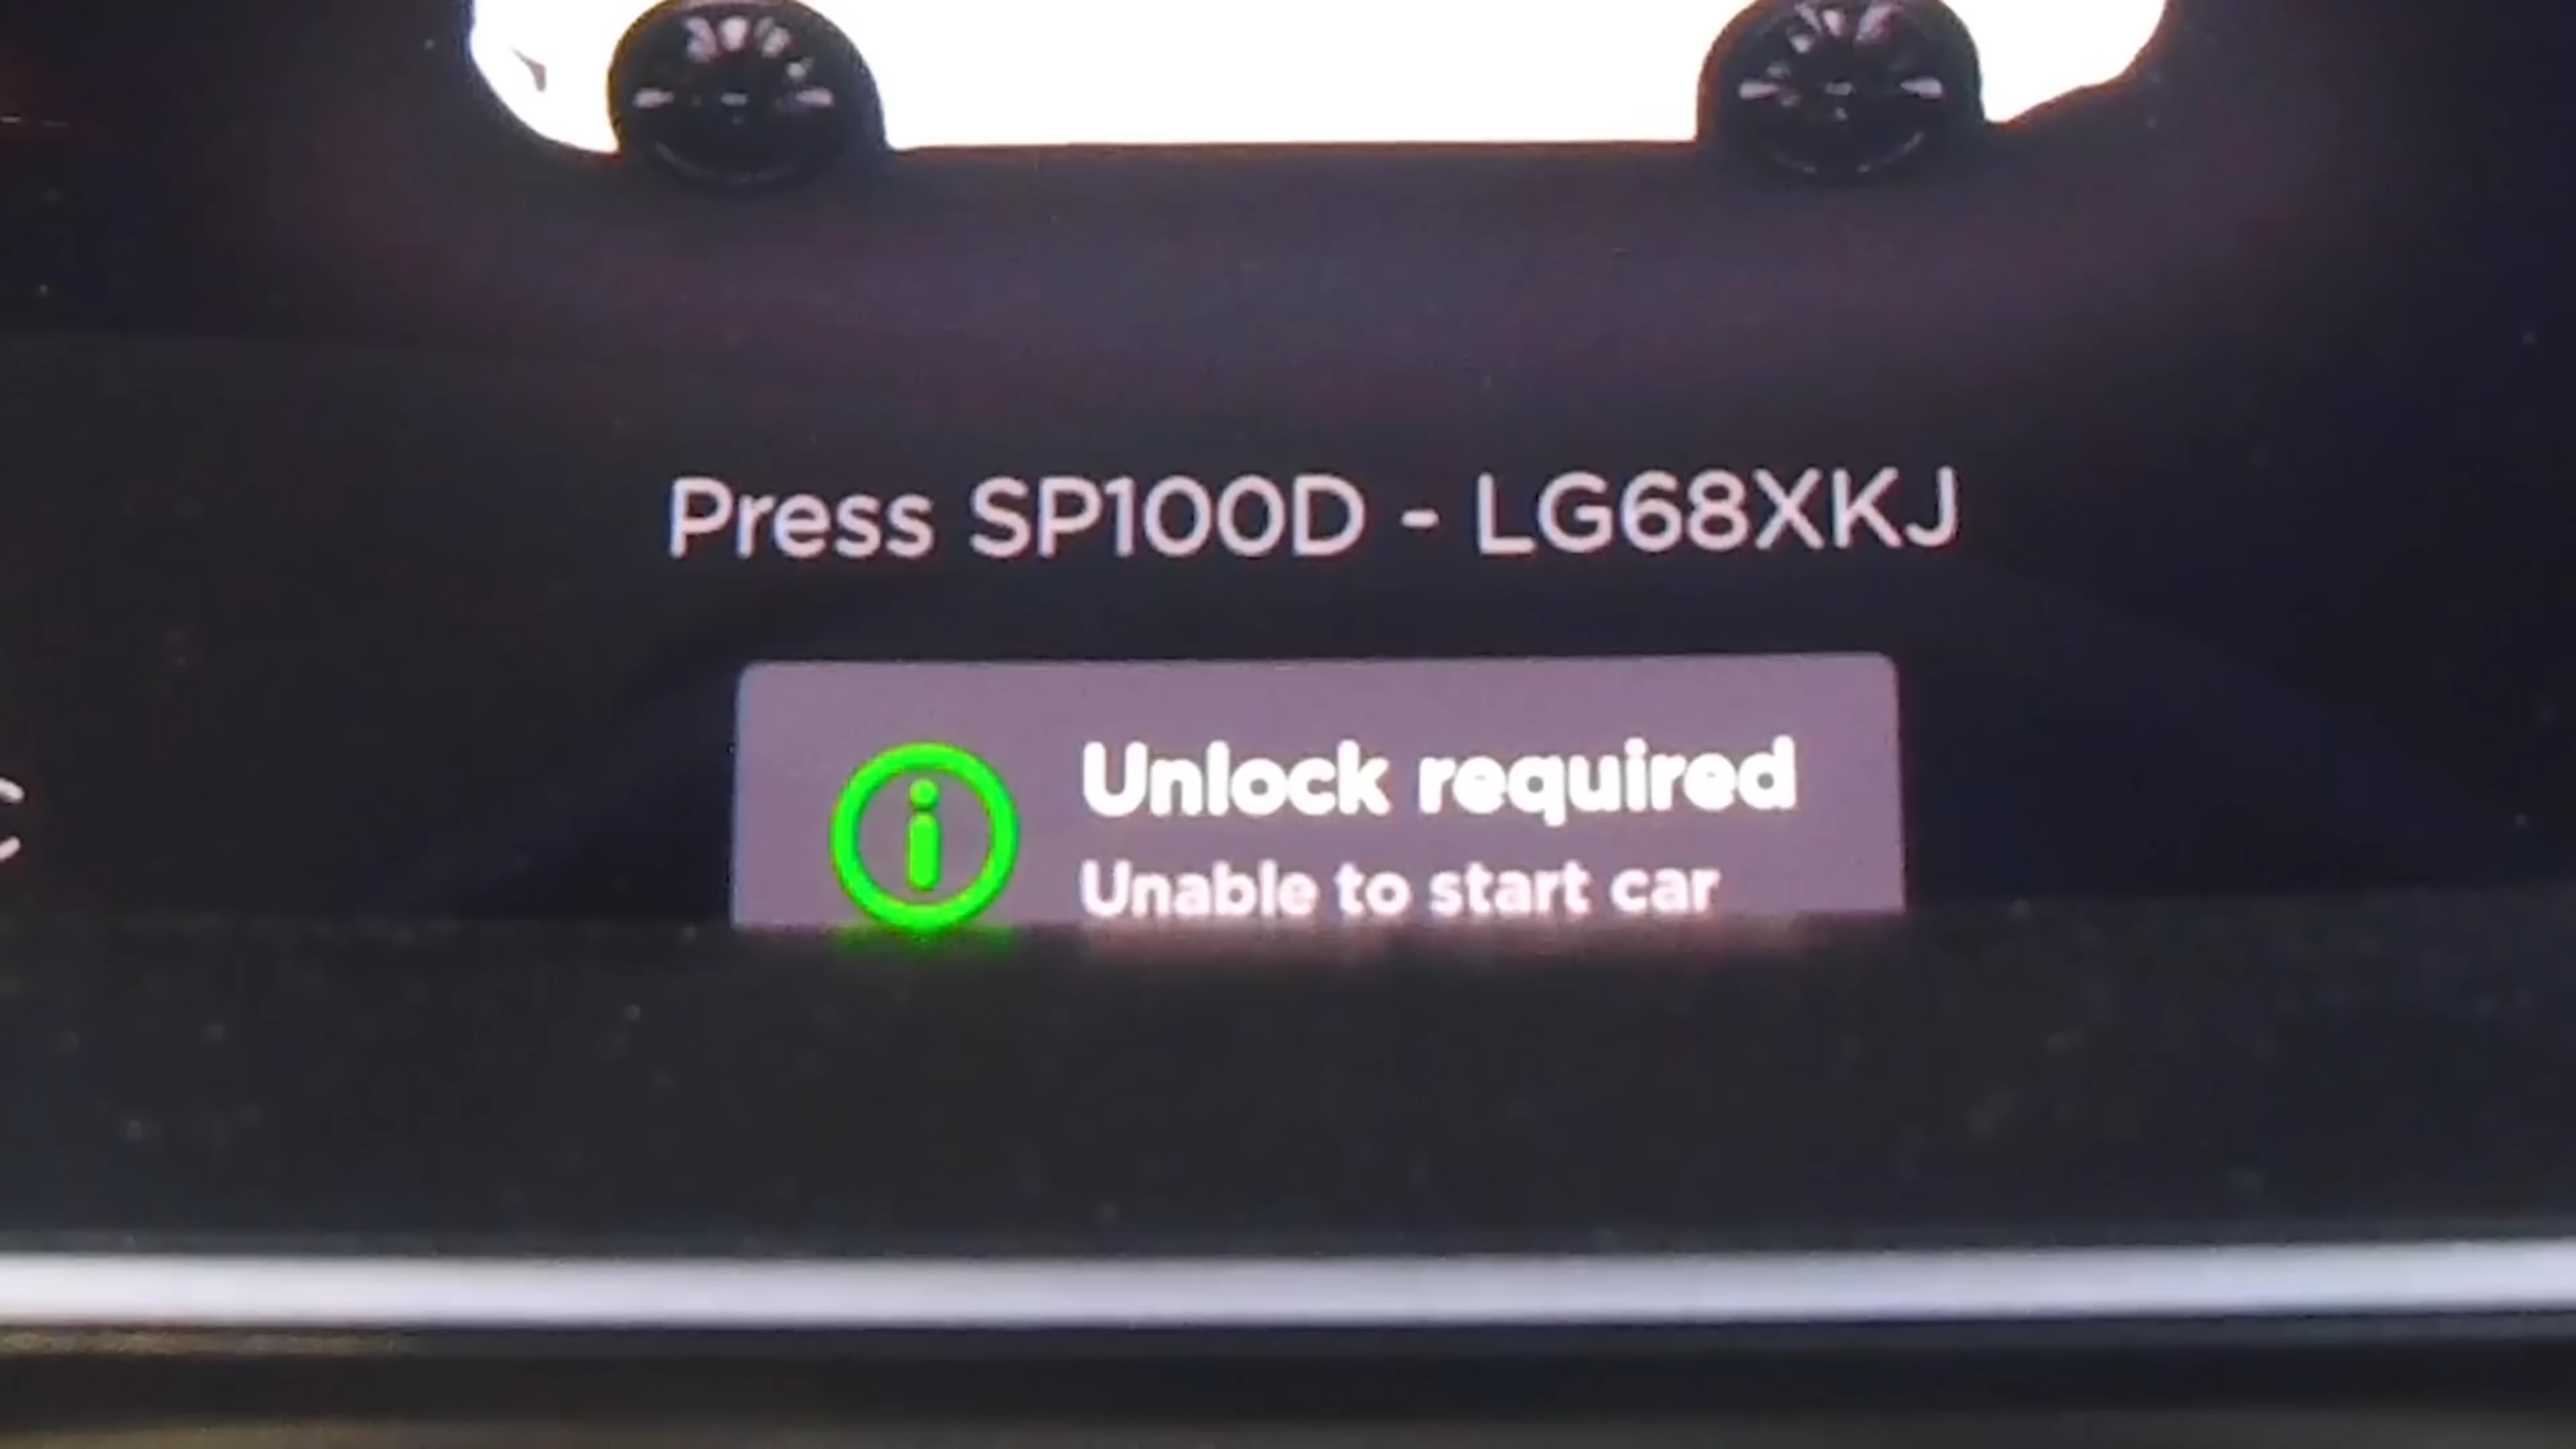 Press SP100D - LG68XKJ
Unlock required
Unable to start car